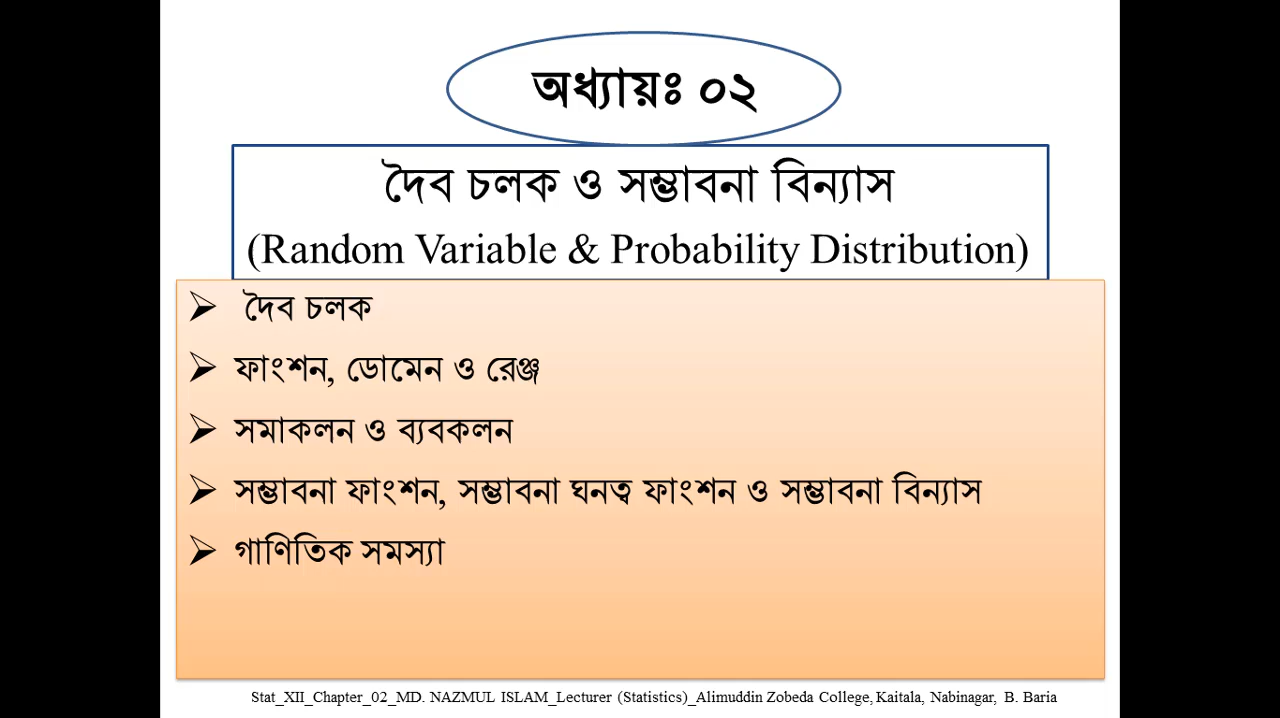 অধ্যায়ঃ ০২
দৈব চলক ও সম্ভাবনা বিন্যাস
(Random Variable & Probability Distribution)
➢ দৈব চলক
➢ ফাংশন, ডোমেন ও রেঞ্জ
➢ সমাকলন ও ব্যবকলন
➢ সম্ভাবনা ফাংশন, সম্ভাবনা ঘনত্ব ফাংশন ও সম্ভাবনা বিন্যাস
➢ গাণিতিক সমস্যা
Stat_XII_Chapter_02_MD. NAZMUL ISLAM_Lecturer (Statistics)_Alimuddin Zobeda College, Kaitala, Nabinagar, B. Baria